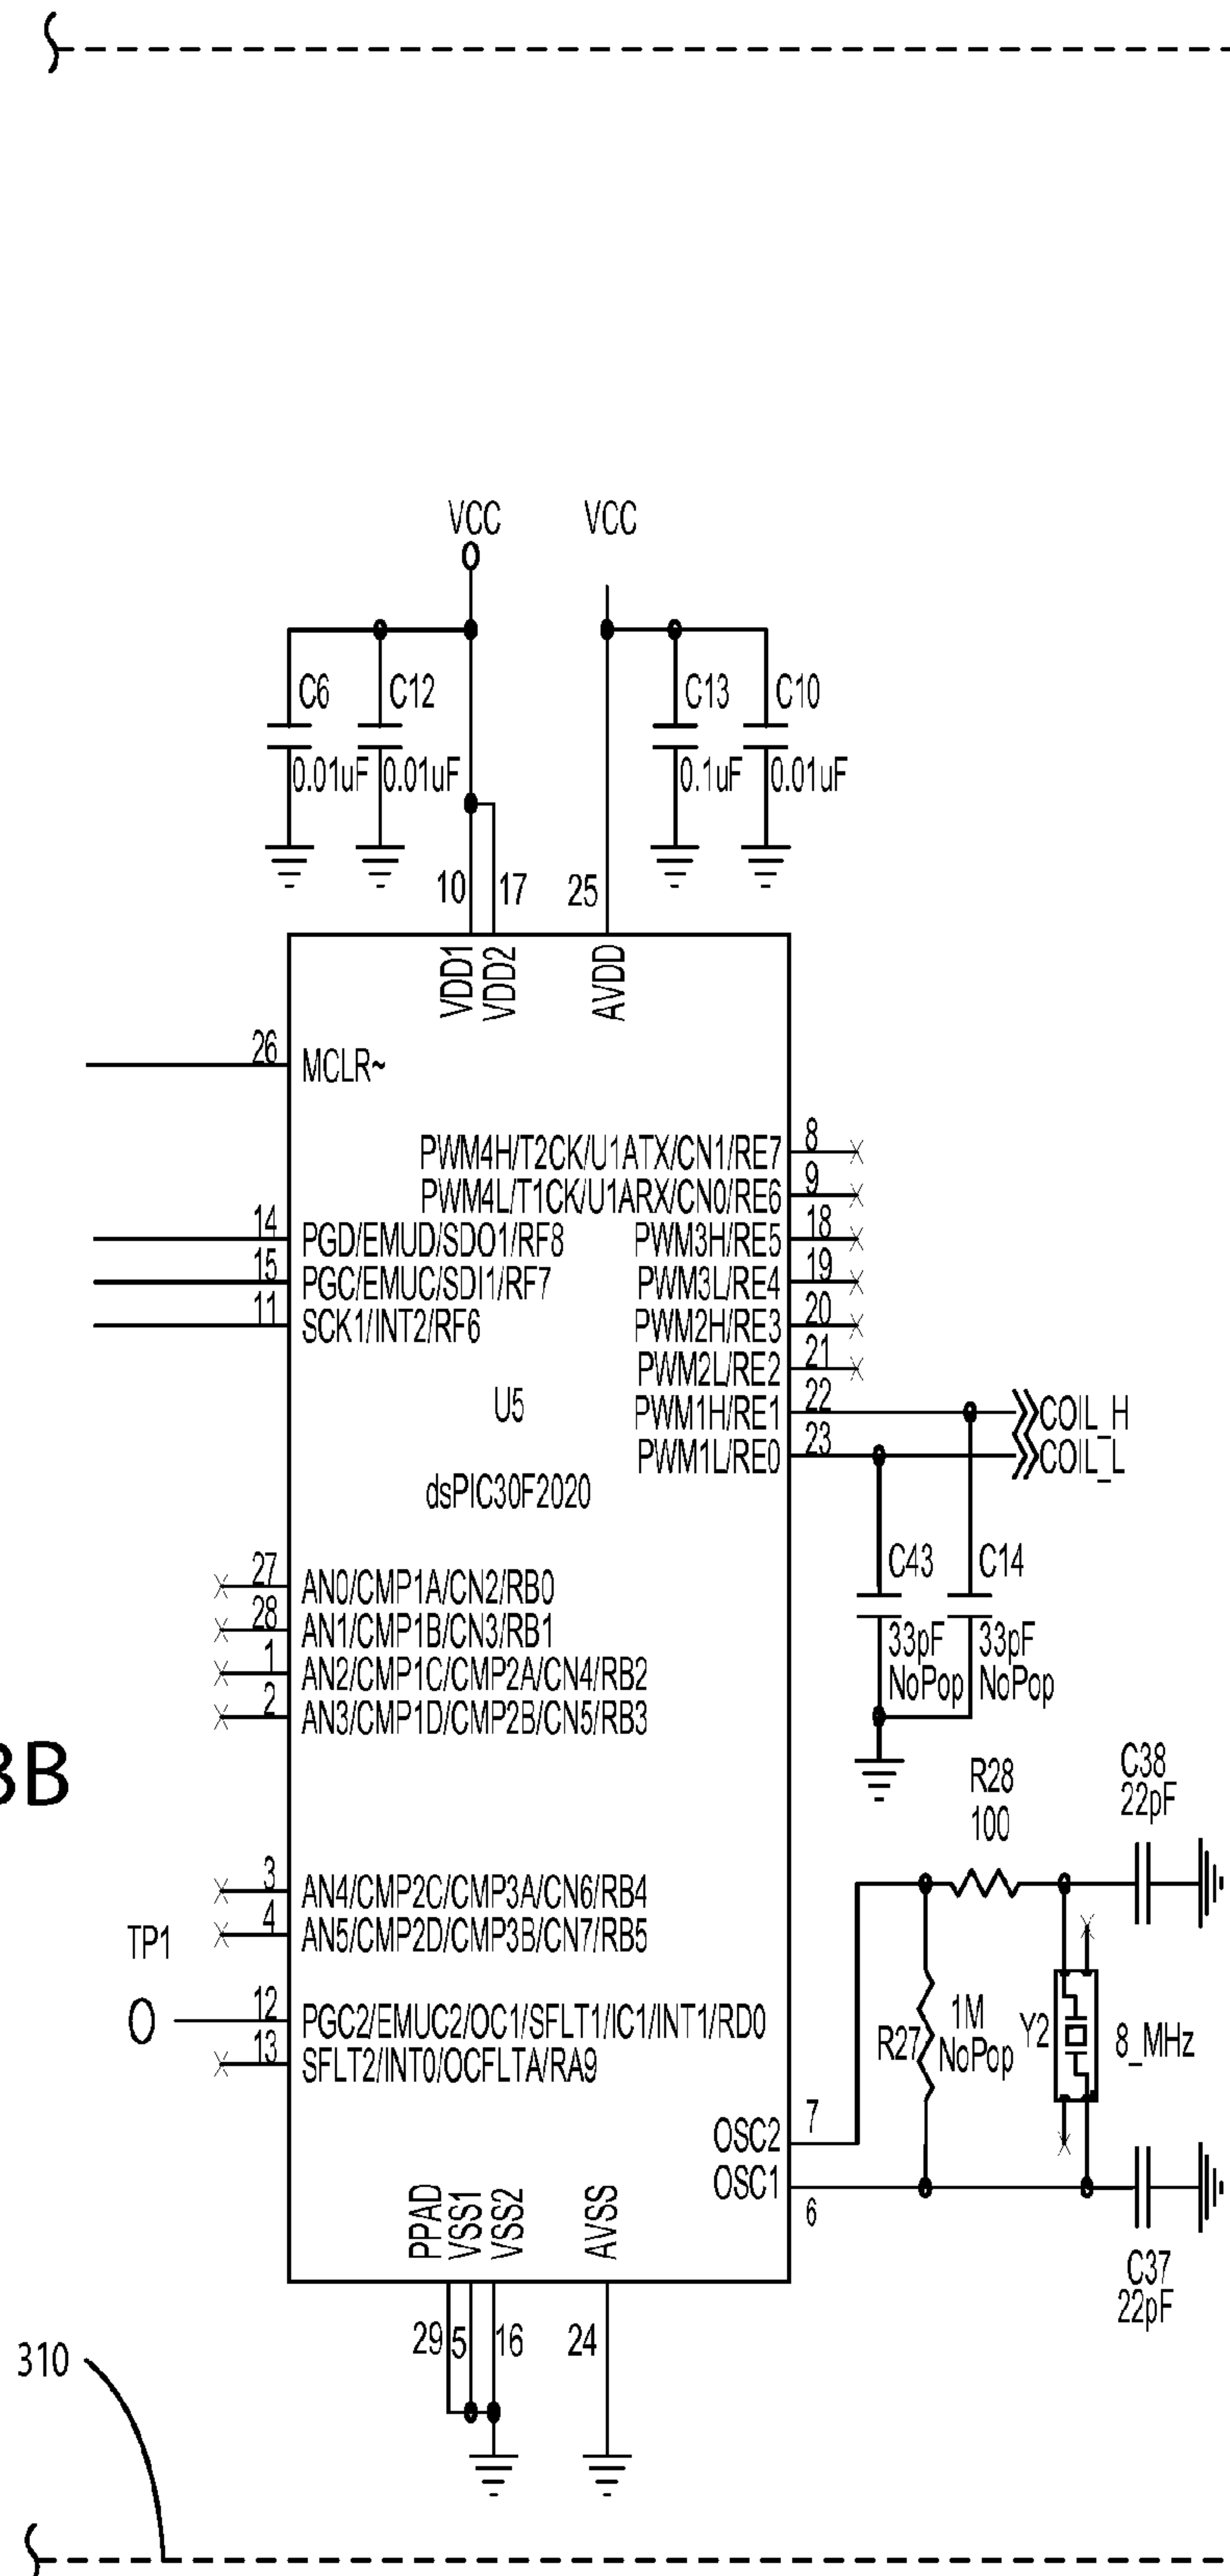 VCC VCC
C6 C12 C13 C10
0.01uF 0.01uF 0.1uF 0.01uF
10 17 25
VDD1 VDD2 AVDD
26 MCLR~
PWM4H/T2CK/U1ATX/CN1/RE7 8
PWM4L/T1CK/U1ARX/CN0/RE6 9
14 PGD/EMUD/SDO1/RF8 PWM3H/RE5 18
15 PGC/EMUC/SDI1/RF7 PWM3L/RE4 19
11 SCK1/INT2/RF6 PWM2H/RE3 20
PWM2L/RE2 21
U5 PWM1H/RE1 22 COIL_H
PWM1L/RE0 23 COIL_L
dsPIC30F2020
C43 C14
27 AN0/CMP1A/CN2/RB0
28 AN1/CMP1B/CN3/RB1
33pF 33pF
1 AN2/CMP1C/CMP2A/CN4/RB2 NoPop NoPop
2 AN3/CMP1D/CMP2B/CN5/RB3
3B
C38
R28 22pF
100
3 AN4/CMP2C/CMP3A/CN6/RB4
4 AN5/CMP2D/CMP3B/CN7/RB5
TP1
12 PGC2/EMUC2/OC1/SFLT1/IC1/INT1/RD0
1M
R27 NoPop Y2 8_MHz
13 SFLT2/INT0/OCFLTA/RA9
OSC2 7
OSC1 6
PPAD VSS1 VSS2 AVSS
C37
22pF
29 5 16 24
310